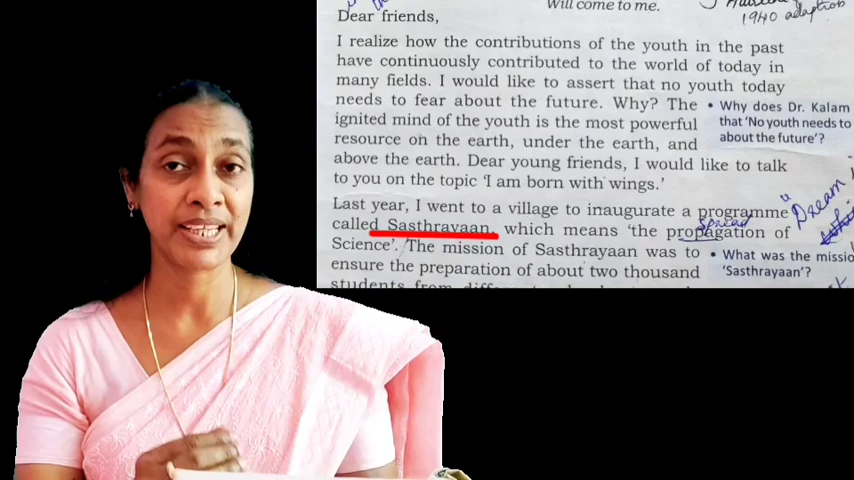 Will come to me.
1940 adaption
Dear friends,
I realize how the contributions of the youth in the past
have continuously contributed to the world of today in
many fields. I would like to assert that no youth today
needs to fear about the future. Why? The
ignited mind of the youth is the most powerful
resource on the earth, under the earth, and
above the earth. Dear young friends, I would like to talk
to you on the topic 'I am born with wings.'
• Why does Dr. Kalam
that 'No youth needs to
about the future'?
Last year, I went to a village to inaugurate a programme
called Sasthrayaan, which means 'the propagation of
Science'. The mission of Sasthrayaan was to
ensure the preparation of about two thousand
students from different
spread
Dream
• What was the missio
'Sasthrayaan'?